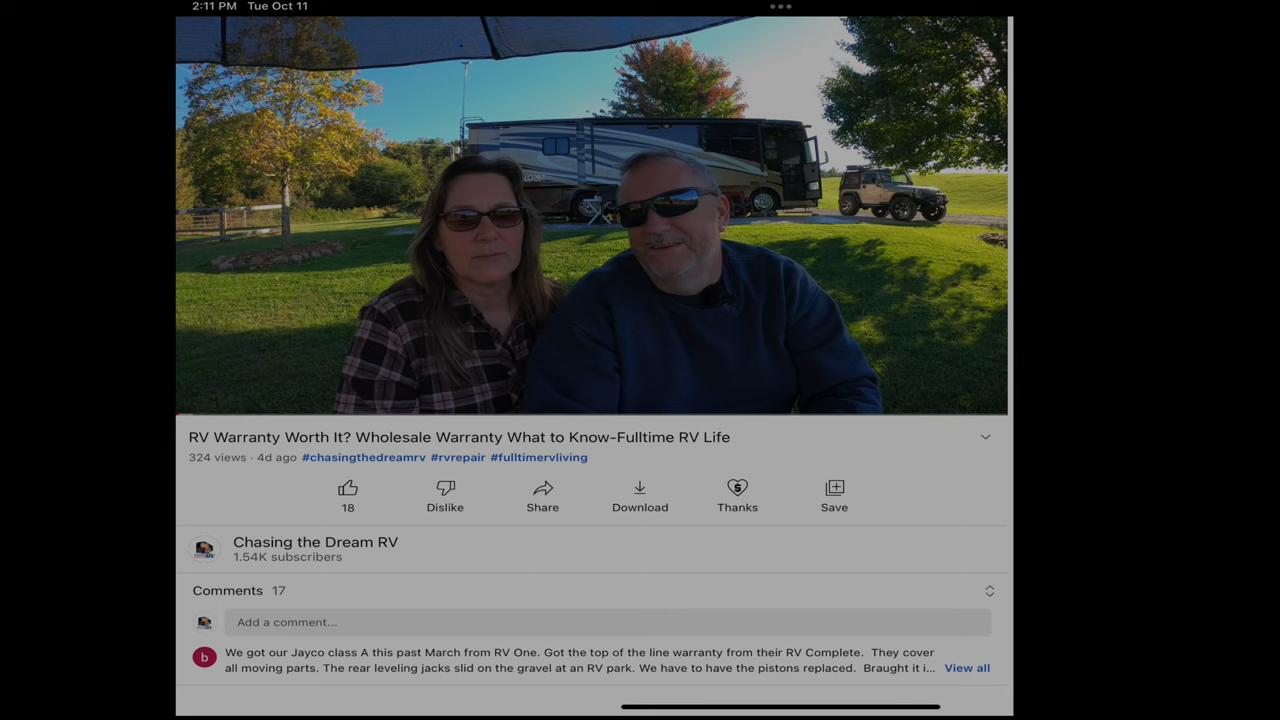 2:11 PM Tue Oct 11
RV Warranty Worth It? Wholesale Warranty What to Know-Fulltime RV Life
324 views · 4d ago #chasingthedreamrv #rvrepair #fulltimervliving
18 Dislike Share Download Thanks Save
Chasing the Dream RV
1.54K subscribers
Comments 17
Add a comment...
b
We got our Jayco class A this past March from RV One. Got the top of the line warranty from their RV Complete. They cover
all moving parts. The rear leveling jacks slid on the gravel at an RV park. We have to have the pistons replaced. Braught it i... View all